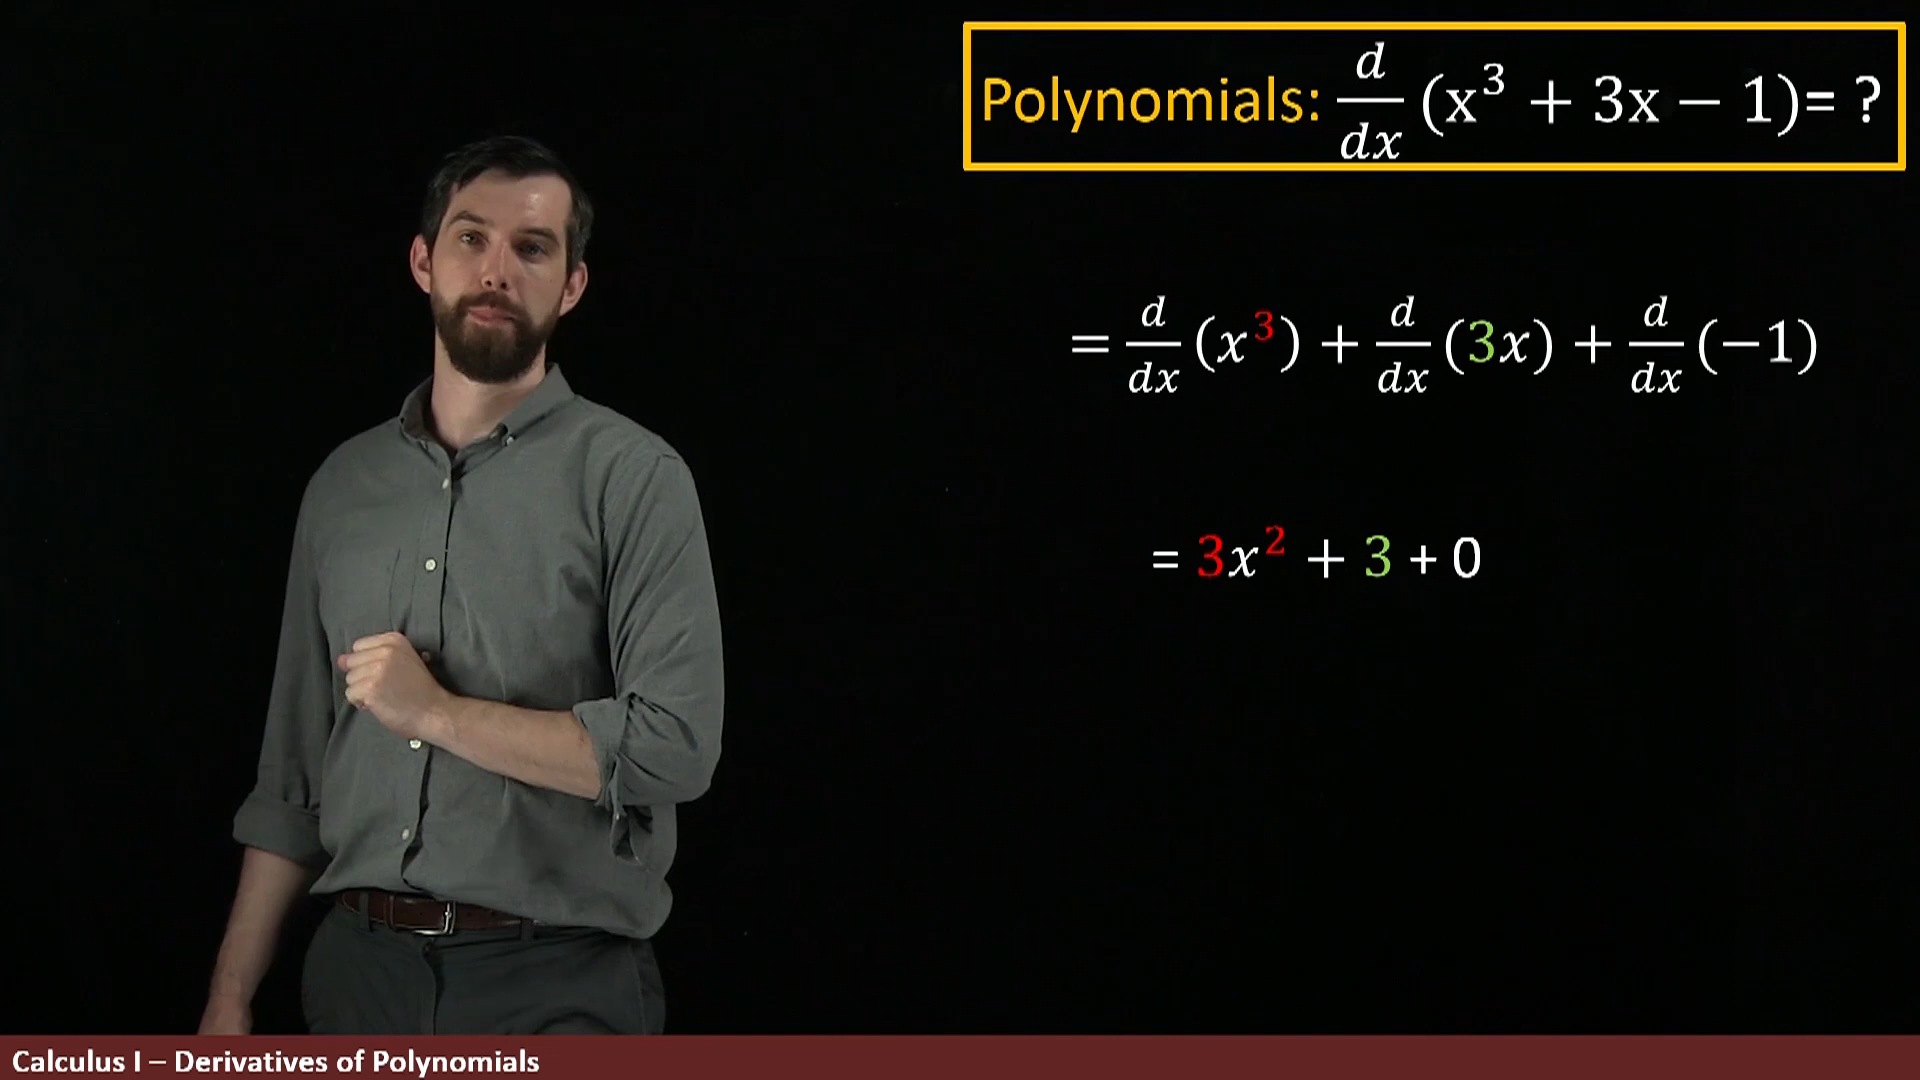 Polynomials: d/dx (x³ + 3x − 1)= ?
= d/dx (x³) + d/dx (3x) + d/dx (−1)
= 3x² + 3 + 0
Calculus I – Derivatives of Polynomials